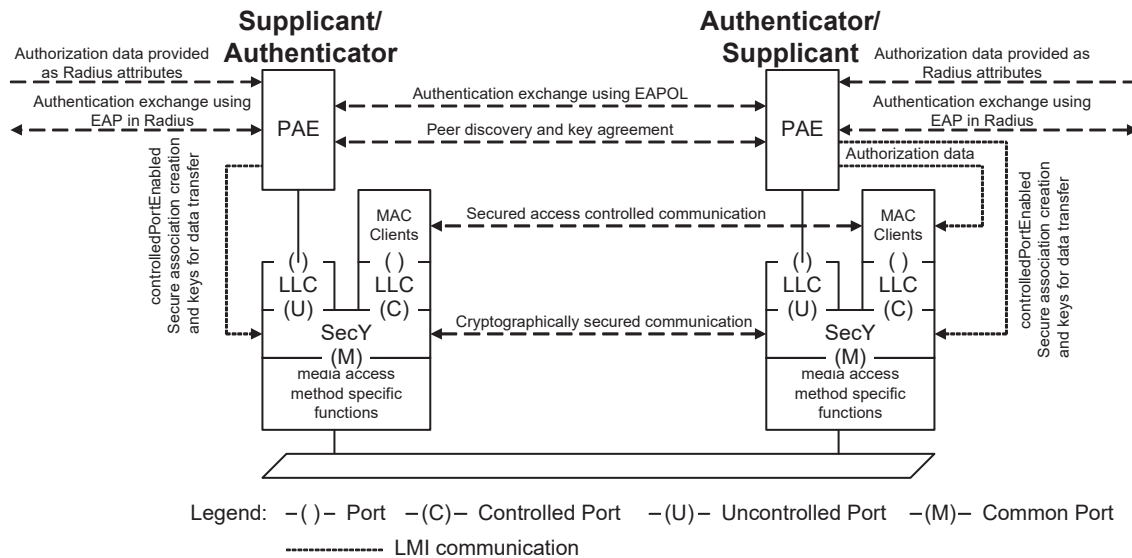 Supplicant/
Authenticator
Authenticator/
Supplicant
Authorization data provided
as Radius attributes
Authorization data provided as
Radius attributes
Authentication exchange using
EAP in Radius
PAE
Authentication exchange using EAPOL
Peer discovery and key agreement
PAE
Authentication exchange using
EAP in Radius
Authorization data
controlledPortEnabled
Secure association creation
and keys for data transfer
MAC
Clients
Secured access controlled communication
MAC
Clients
controlledPortEnabled
Secure association creation
and keys for data transfer
( )
LLC
(U)
( )
LLC
(C)
( )
LLC
(U)
( )
LLC
(C)
SecY
(M)
Cryptographically secured communication
SecY
(M)
media access
method specific
functions
media access
method specific
functions
Legend: –( )– Port –(C)– Controlled Port –(U)– Uncontrolled Port –(M)– Common Port
LMI communication